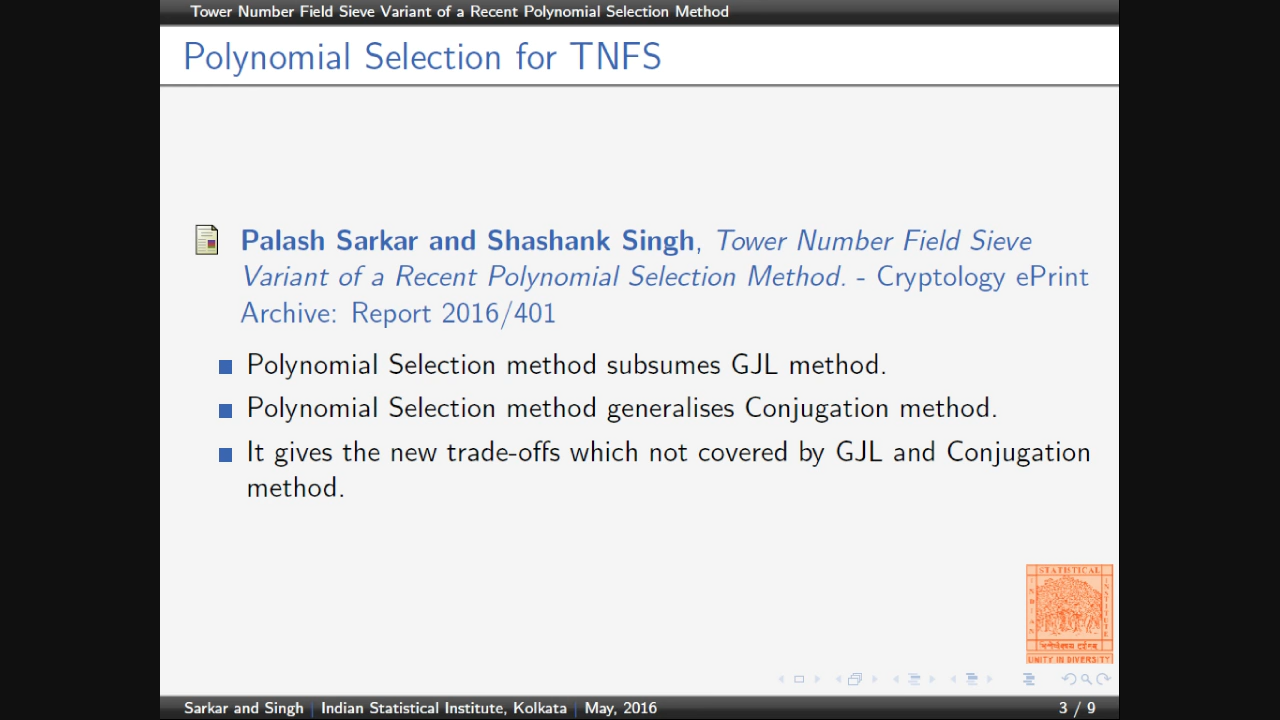 Tower Number Field Sieve Variant of a Recent Polynomial Selection Method
Polynomial Selection for TNFS
Palash Sarkar and Shashank Singh, Tower Number Field Sieve
Variant of a Recent Polynomial Selection Method. - Cryptology ePrint
Archive: Report 2016/401
Polynomial Selection method subsumes GJL method.
Polynomial Selection method generalises Conjugation method.
It gives the new trade-offs which not covered by GJL and Conjugation
method.
STATISTICAL
INDIAN
INSTITUTE
UNITY IN DIVERSITY
Sarkar and Singh | Indian Statistical Institute, Kolkata | May, 2016
3 / 9